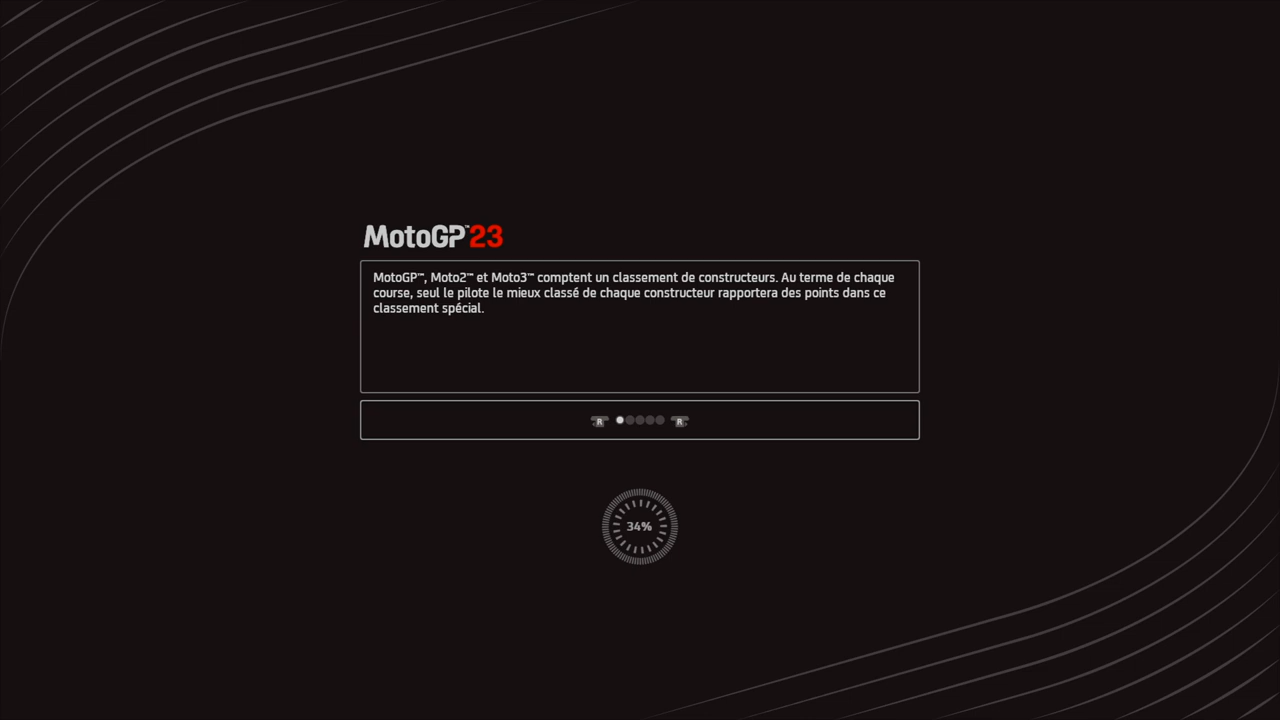 MotoGP™23
MotoGP™, Moto2™ et Moto3™ comptent un classement de constructeurs. Au terme de chaque
course, seul le pilote le mieux classé de chaque constructeur rapportera des points dans ce
classement spécial.
R R
34%